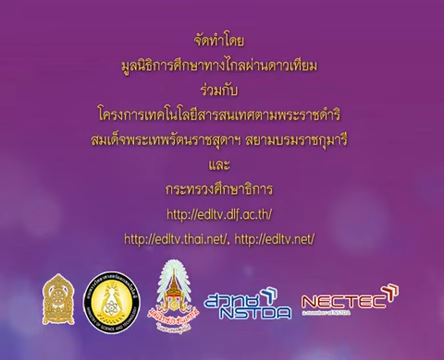 จัดทำโดย
มูลนิธิการศึกษาทางไกลผ่านดาวเทียม
ร่วมกับ
โครงการเทคโนโลยีสารสนเทศตามพระราชดำริ
สมเด็จพระเทพรัตนราชสุดาฯ สยามบรมราชกุมารี
และ
กระทรวงศึกษาธิการ
http://edltv.dlf.ac.th/
http://edltv.thai.net/, http://edltv.net/
สวทช
NSTDA
NECTEC
a member of NSTDA